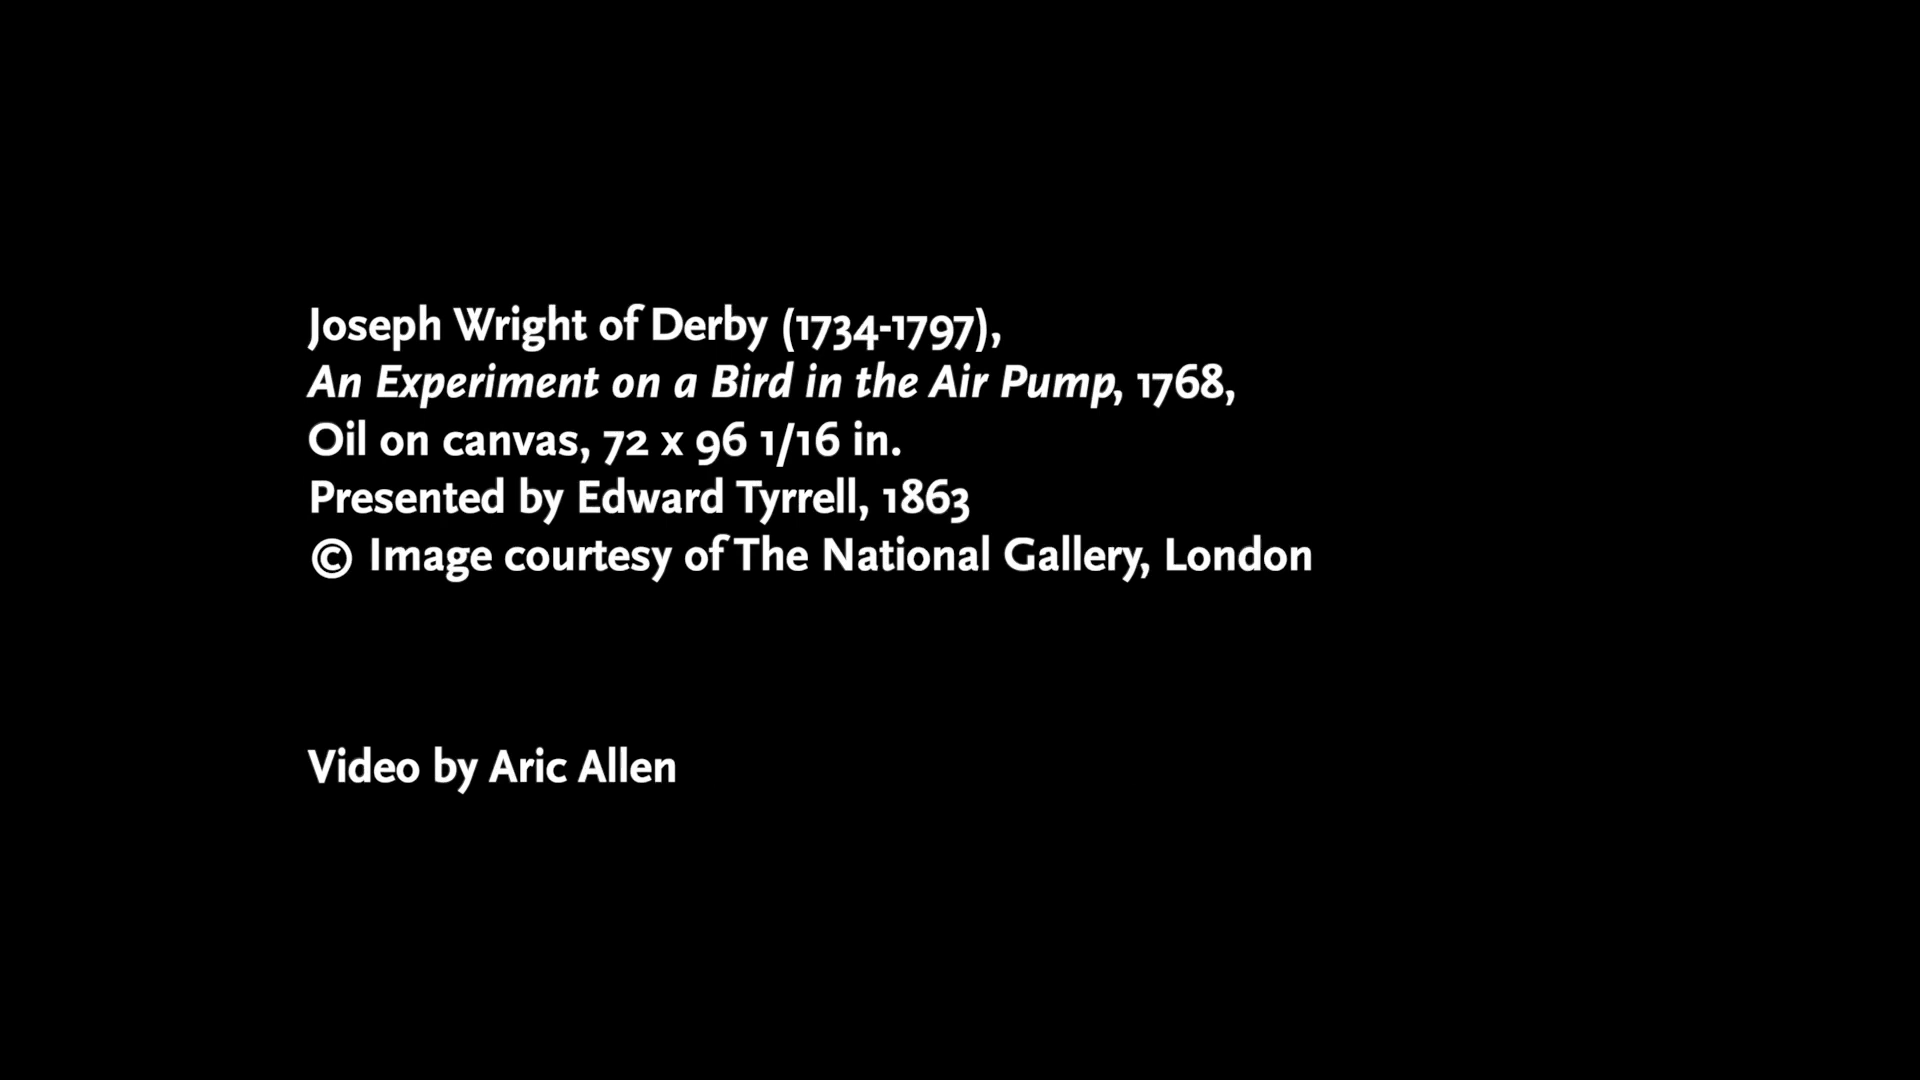 Joseph Wright of Derby (1734-1797),
An Experiment on a Bird in the Air Pump, 1768,
Oil on canvas, 72 x 96 1/16 in.
Presented by Edward Tyrrell, 1863
© Image courtesy of The National Gallery, London
Video by Aric Allen